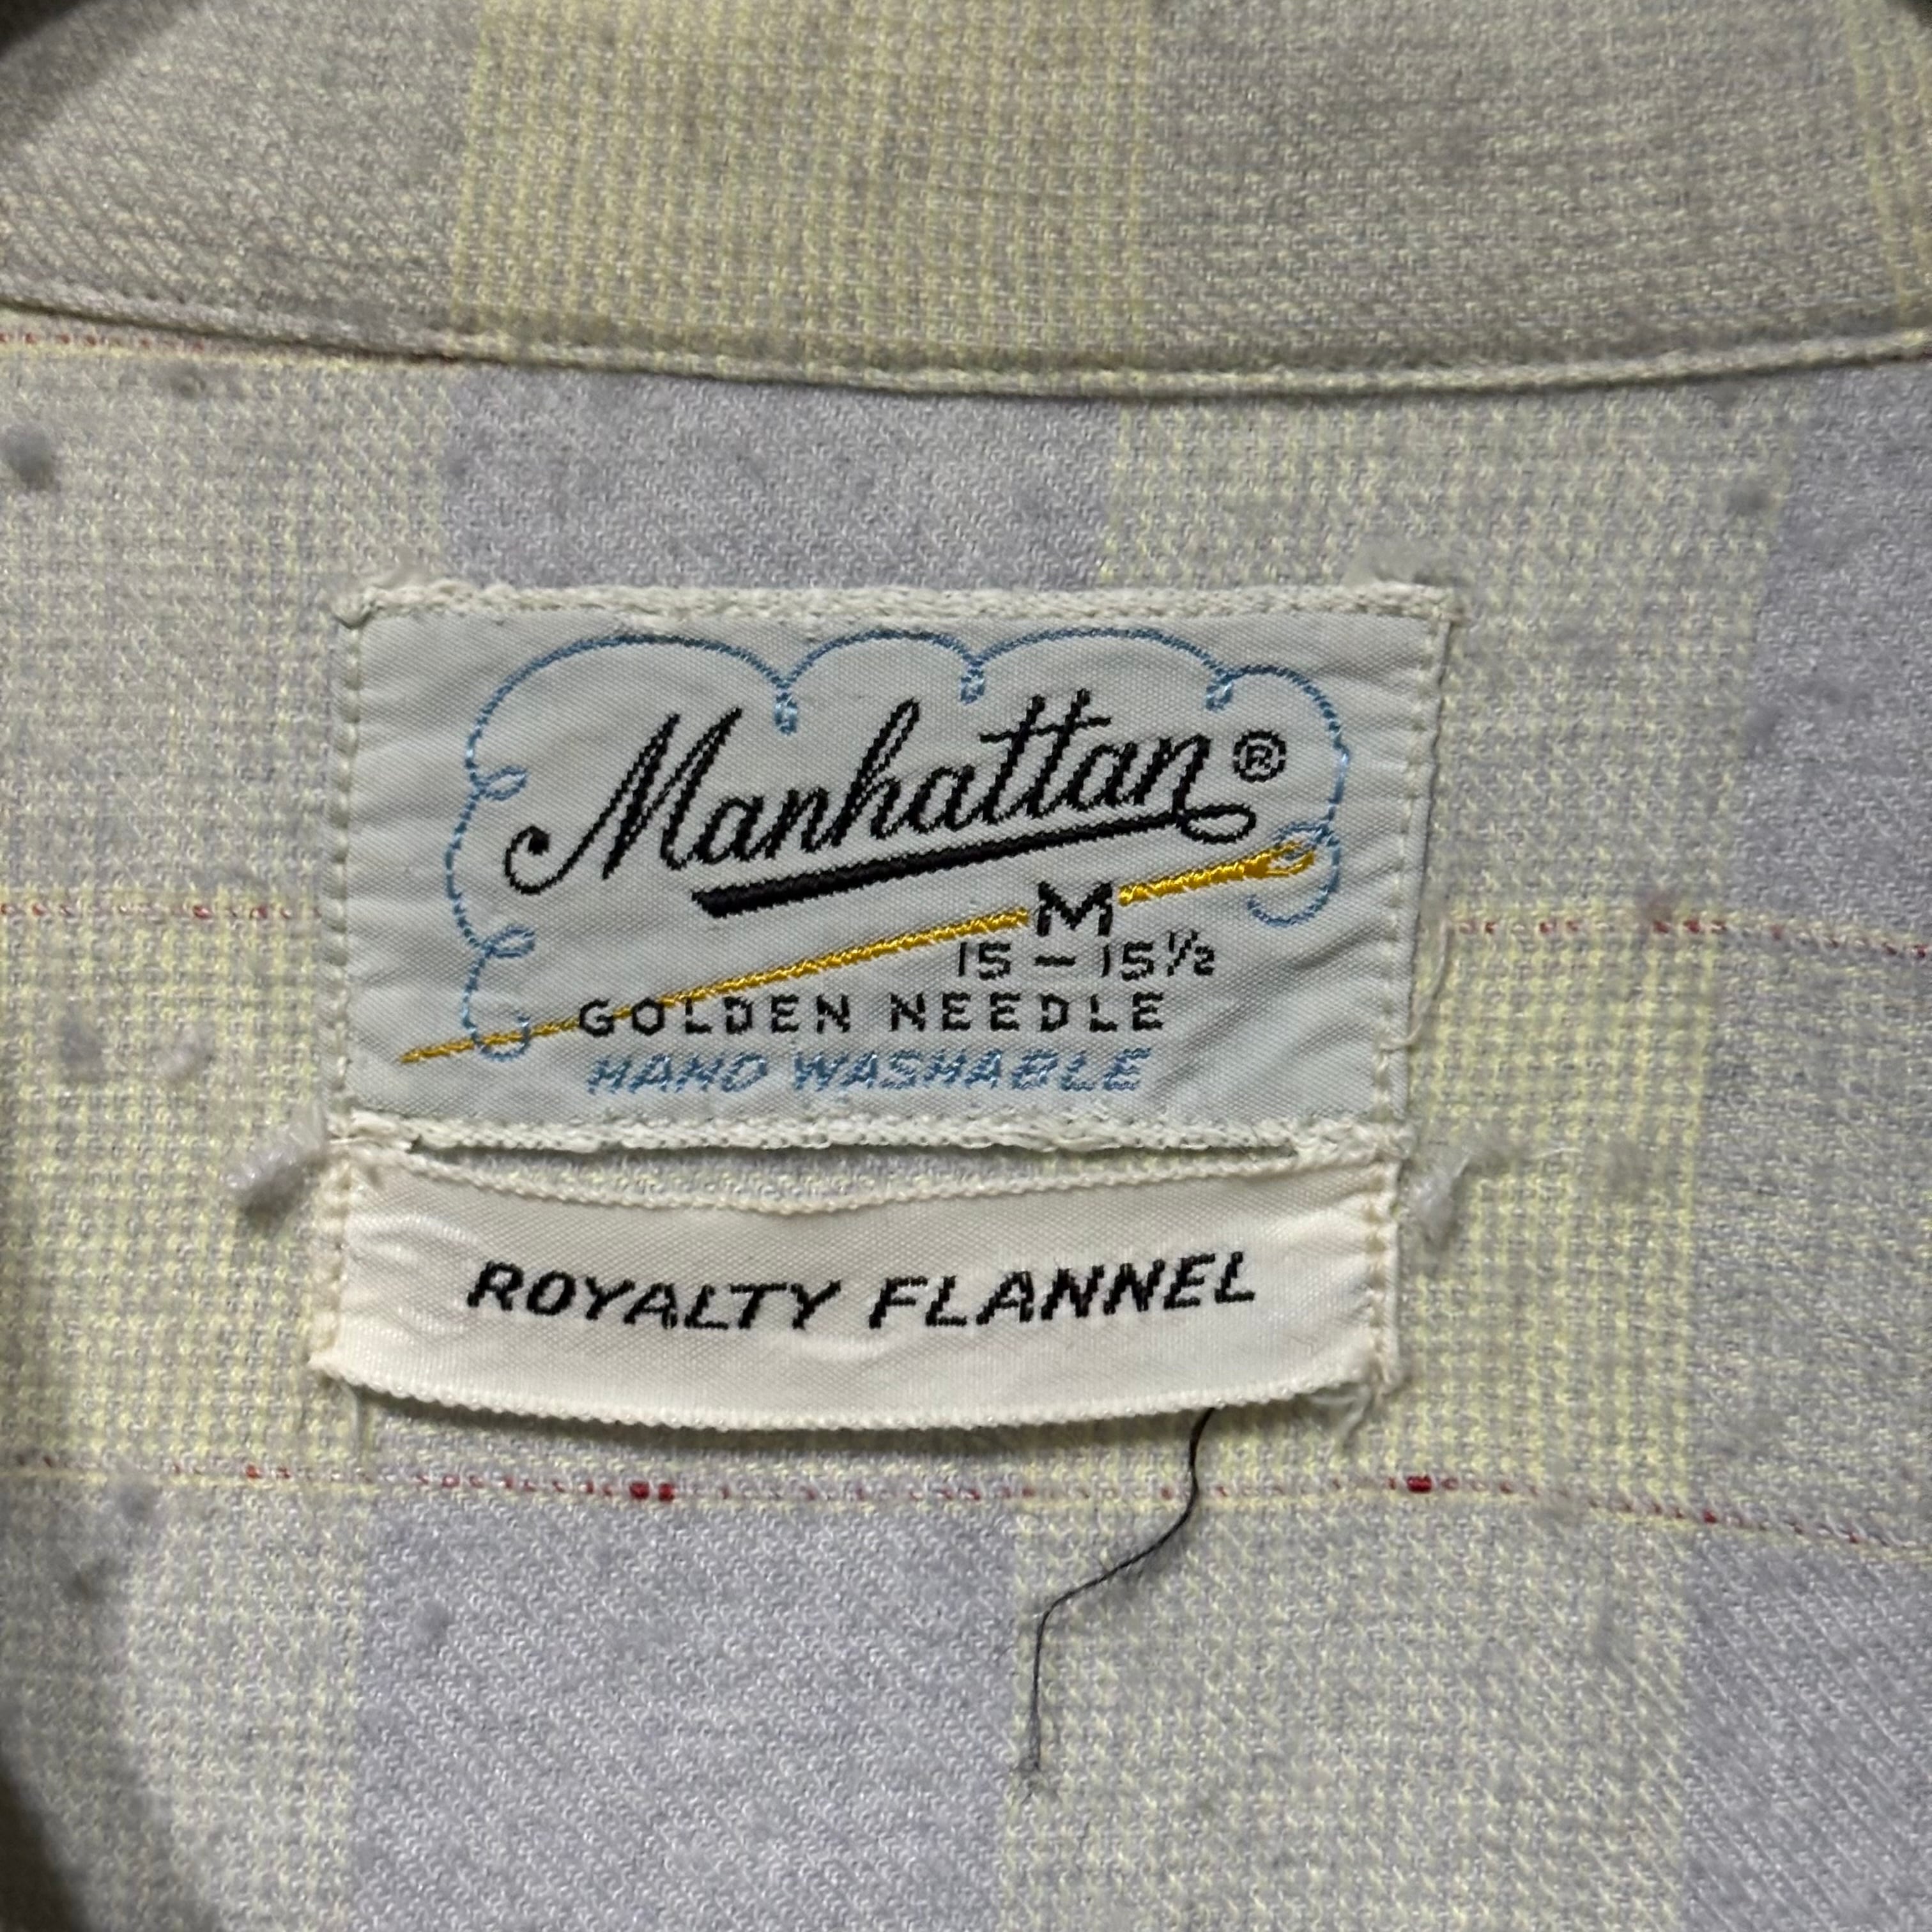 Manhattan®
M
15 - 15½
GOLDEN NEEDLE
HAND WASHABLE
ROYALTY FLANNEL